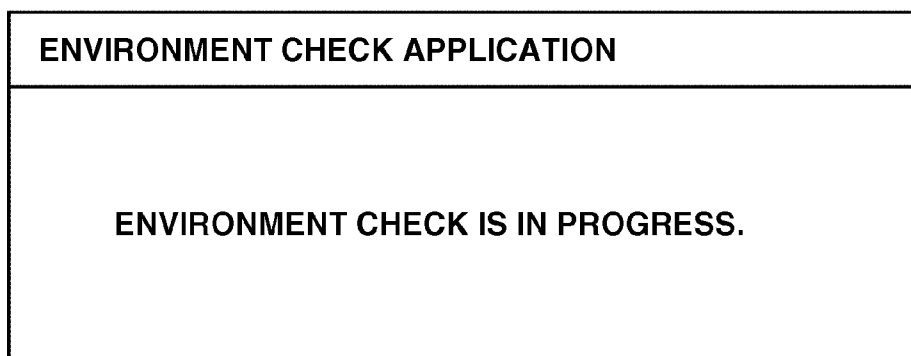 ENVIRONMENT CHECK APPLICATION
ENVIRONMENT CHECK IS IN PROGRESS.